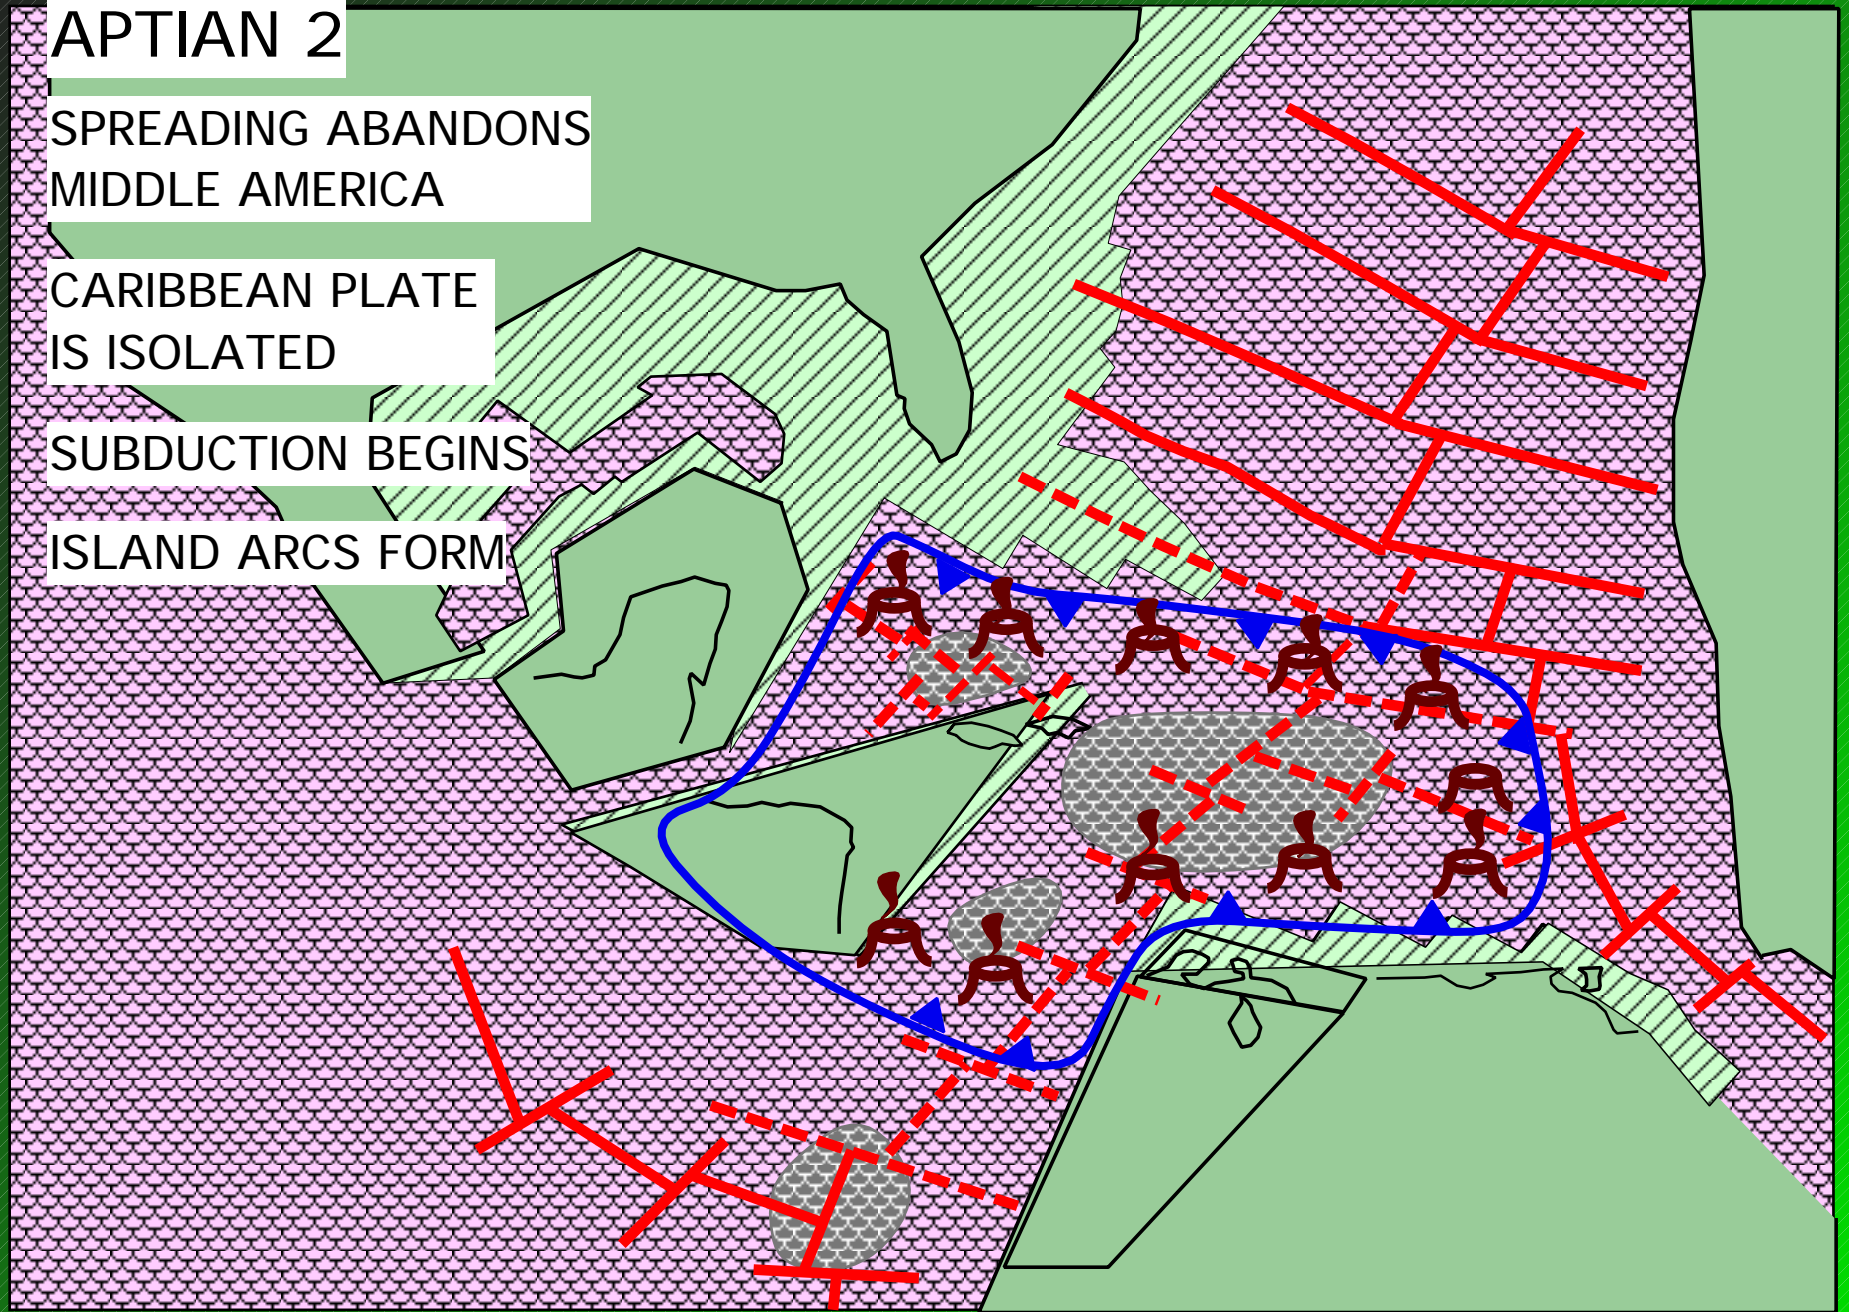 APTIAN 2
SPREADING ABANDONS
MIDDLE AMERICA
CARIBBEAN PLATE
IS ISOLATED
SUBDUCTION BEGINS
ISLAND ARCS FORM